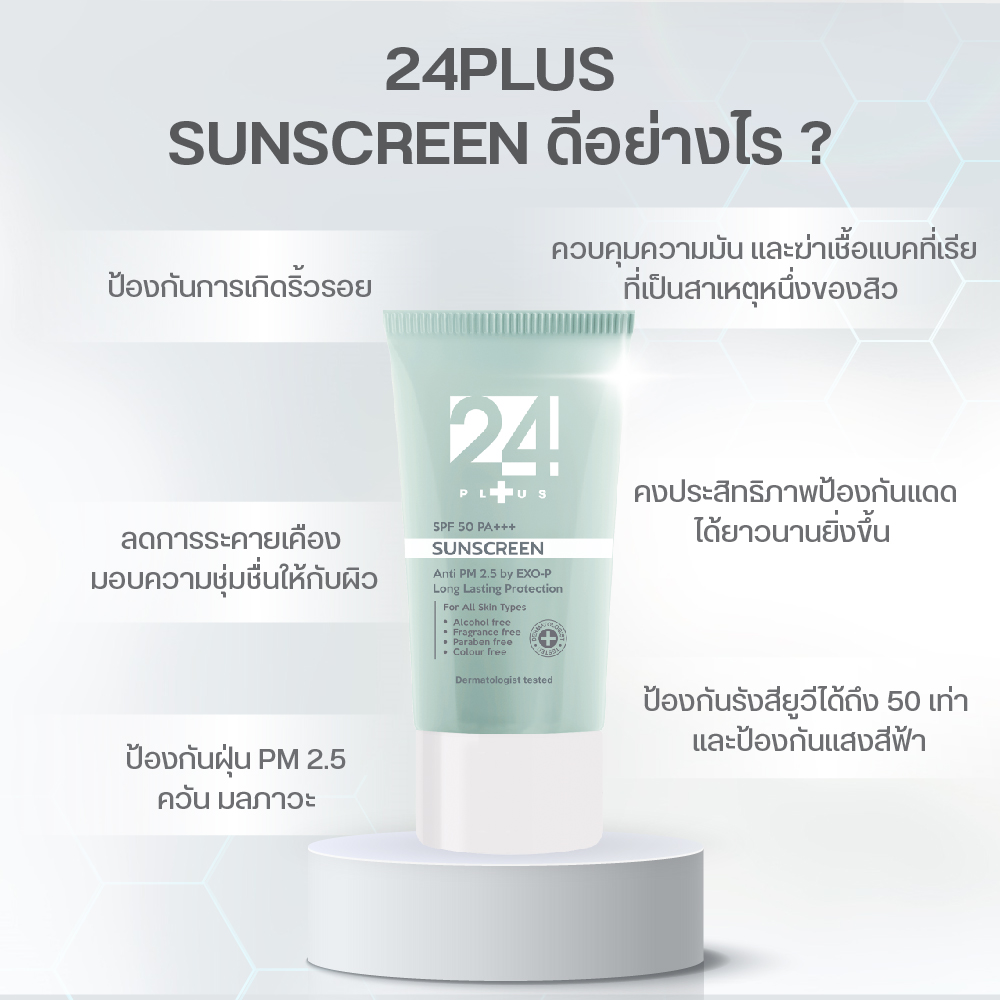 24PLUS
SUNSCREEN ดีอย่างไร ?
ป้องกันการเกิดริ้วรอย
ควบคุมความมัน และฆ่าเชื้อแบคที่เรีย
ที่เป็นสาเหตุหนึ่งของสิว
คงประสิทธิภาพป้องกันแดด
ได้ยาวนานยิ่งขึ้น
ลดการระคายเคือง
มอบความชุ่มชื่นให้กับผิว
ป้องกันรังสียูวีได้ถึง 50 เท่า
และป้องกันแสงสีฟ้า
ป้องกันฝุ่น PM 2.5
ควัน มลภาวะ
24
PLUS
SPF 50 PA+++
SUNSCREEN
Anti PM 2.5 by EXO-P
Long Lasting Protection
For All Skin Types
• Alcohol free
• Fragrance free
• Paraben free
• Colour free
DERMATOLOGIST
TESTED
Dermatologist tested